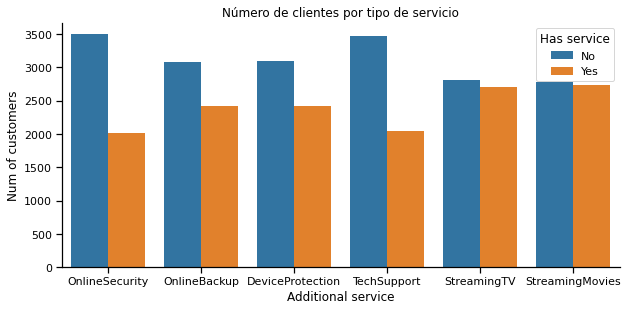 Número de clientes por tipo de servicio
Has service
No
Yes
3500
3000
2500
2000
1500
1000
500
0
Num of customers
OnlineSecurity OnlineBackup DeviceProtection TechSupport StreamingTV StreamingMovies
Additional service